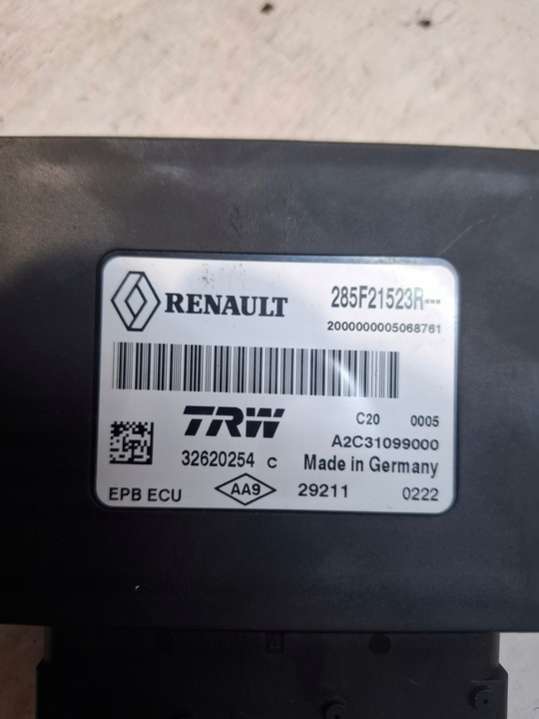 RENAULT 285F21523R---
2000000005068761
TRW C20 0005
A2C31099000
32620254 C Made in Germany
EPB ECU AA9 29211 0222